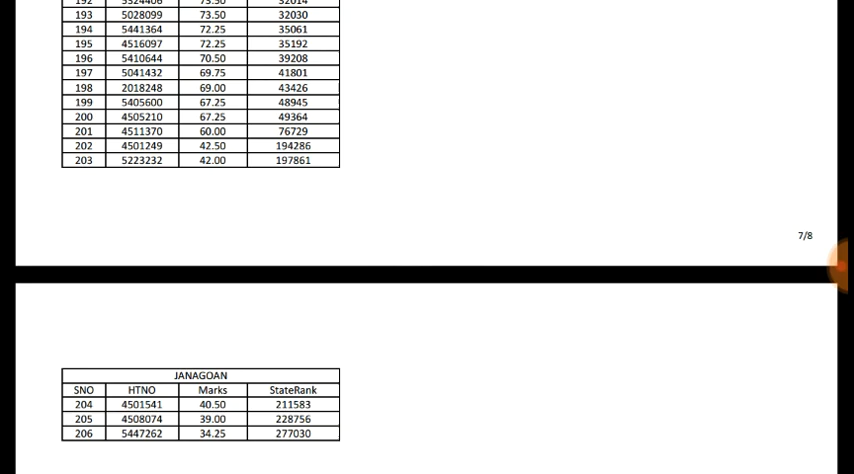 192 5324406 73.50 32014
193 5028099 73.50 32030
194 5441364 72.25 35061
195 4516097 72.25 35192
196 5410644 70.50 39208
197 5041432 69.75 41801
198 2018248 69.00 43426
199 5405600 67.25 48945
200 4505210 67.25 49364
201 4511370 60.00 76729
202 4501249 42.50 194286
203 5223232 42.00 197861
7/8
JANAGOAN
SNO HTNO Marks StateRank
204 4501541 40.50 211583
205 4508074 39.00 228756
206 5447262 34.25 277030